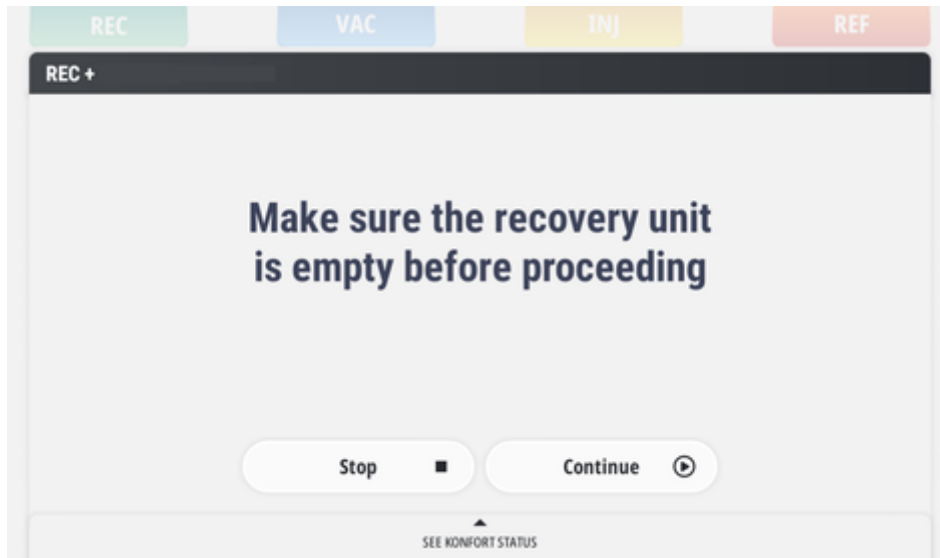 REC VAC INJ REF
REC +
Make sure the recovery unit
is empty before proceeding
Stop Continue
SEE KONFORT STATUS